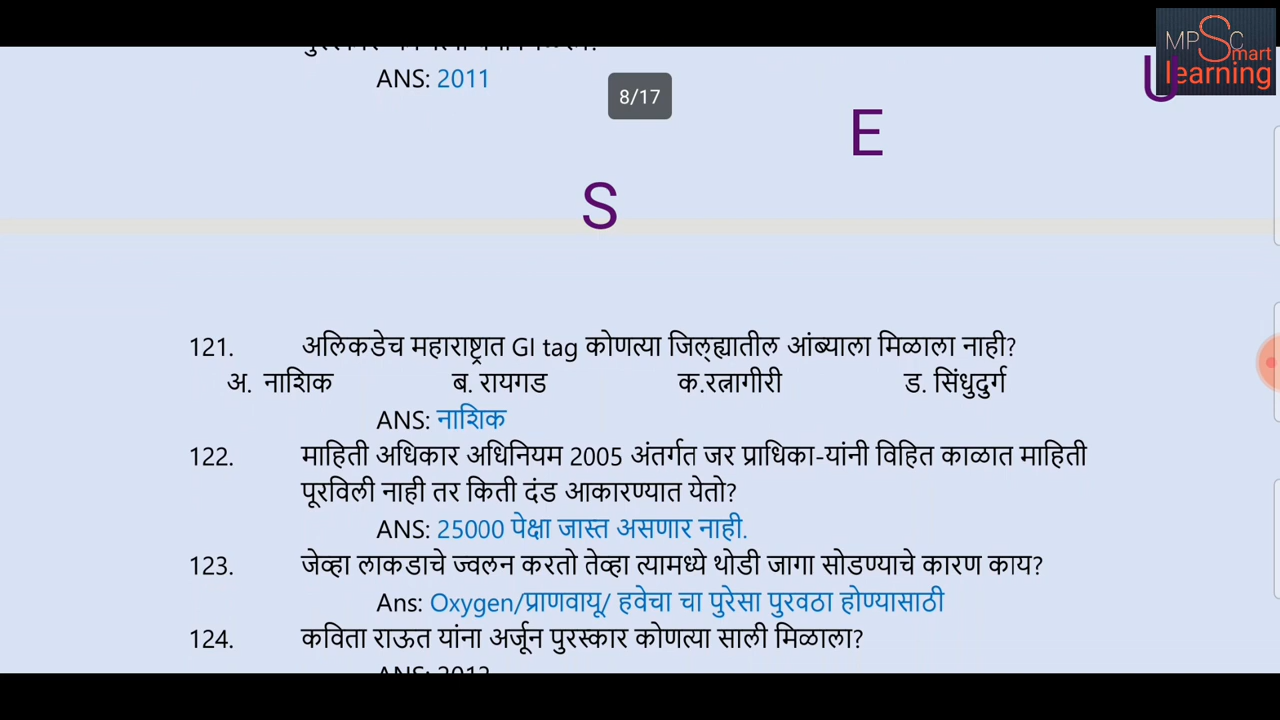 MPSC
Smart
learning
ANS: 2011
8/17
U
E
S
121. अलिकडेच महाराष्ट्रात GI tag कोणत्या जिल्ह्यातील आंब्याला मिळाला नाही?
अ. नाशिक ब. रायगड क.रत्नागीरी ड. सिंधुदुर्ग
ANS: नाशिक
122. माहिती अधिकार अधिनियम 2005 अंतर्गत जर प्राधिका-यांनी विहित काळात माहिती
पूरविली नाही तर किती दंड आकारण्यात येतो?
ANS: 25000 पेक्षा जास्त असणार नाही.
123. जेव्हा लाकडाचे ज्वलन करतो तेव्हा त्यामध्ये थोडी जागा सोडण्याचे कारण काय?
Ans: Oxygen/प्राणवायू/ हवेचा चा पुरेसा पुरवठा होण्यासाठी
124. कविता राऊत यांना अर्जून पुरस्कार कोणत्या साली मिळाला?